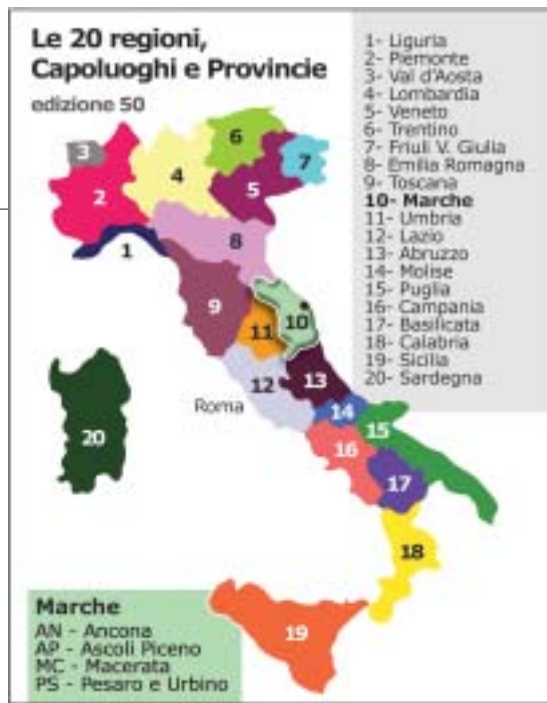 Le 20 regioni,
Capoluoghi e Provincie
edizione 50
1- Liguria
2- Piemonte
3- Val d'Aosta
4- Lombardia
5- Veneto
6- Trentino
7- Friuli V. Giulia
8- Emilia Romagna
9- Toscana
10- Marche
11- Umbria
12- Lazio
13- Abruzzo
14- Molise
15- Puglia
16- Campania
17- Basilicata
18- Calabria
19- Sicilia
20- Sardegna
3
6
7
4
2
5
1
8
9
10
11
12
13
Roma
14
15
20
16
17
18
19
Marche
AN - Ancona
AP - Ascoli Piceno
MC - Macerata
PS - Pesaro e Urbino